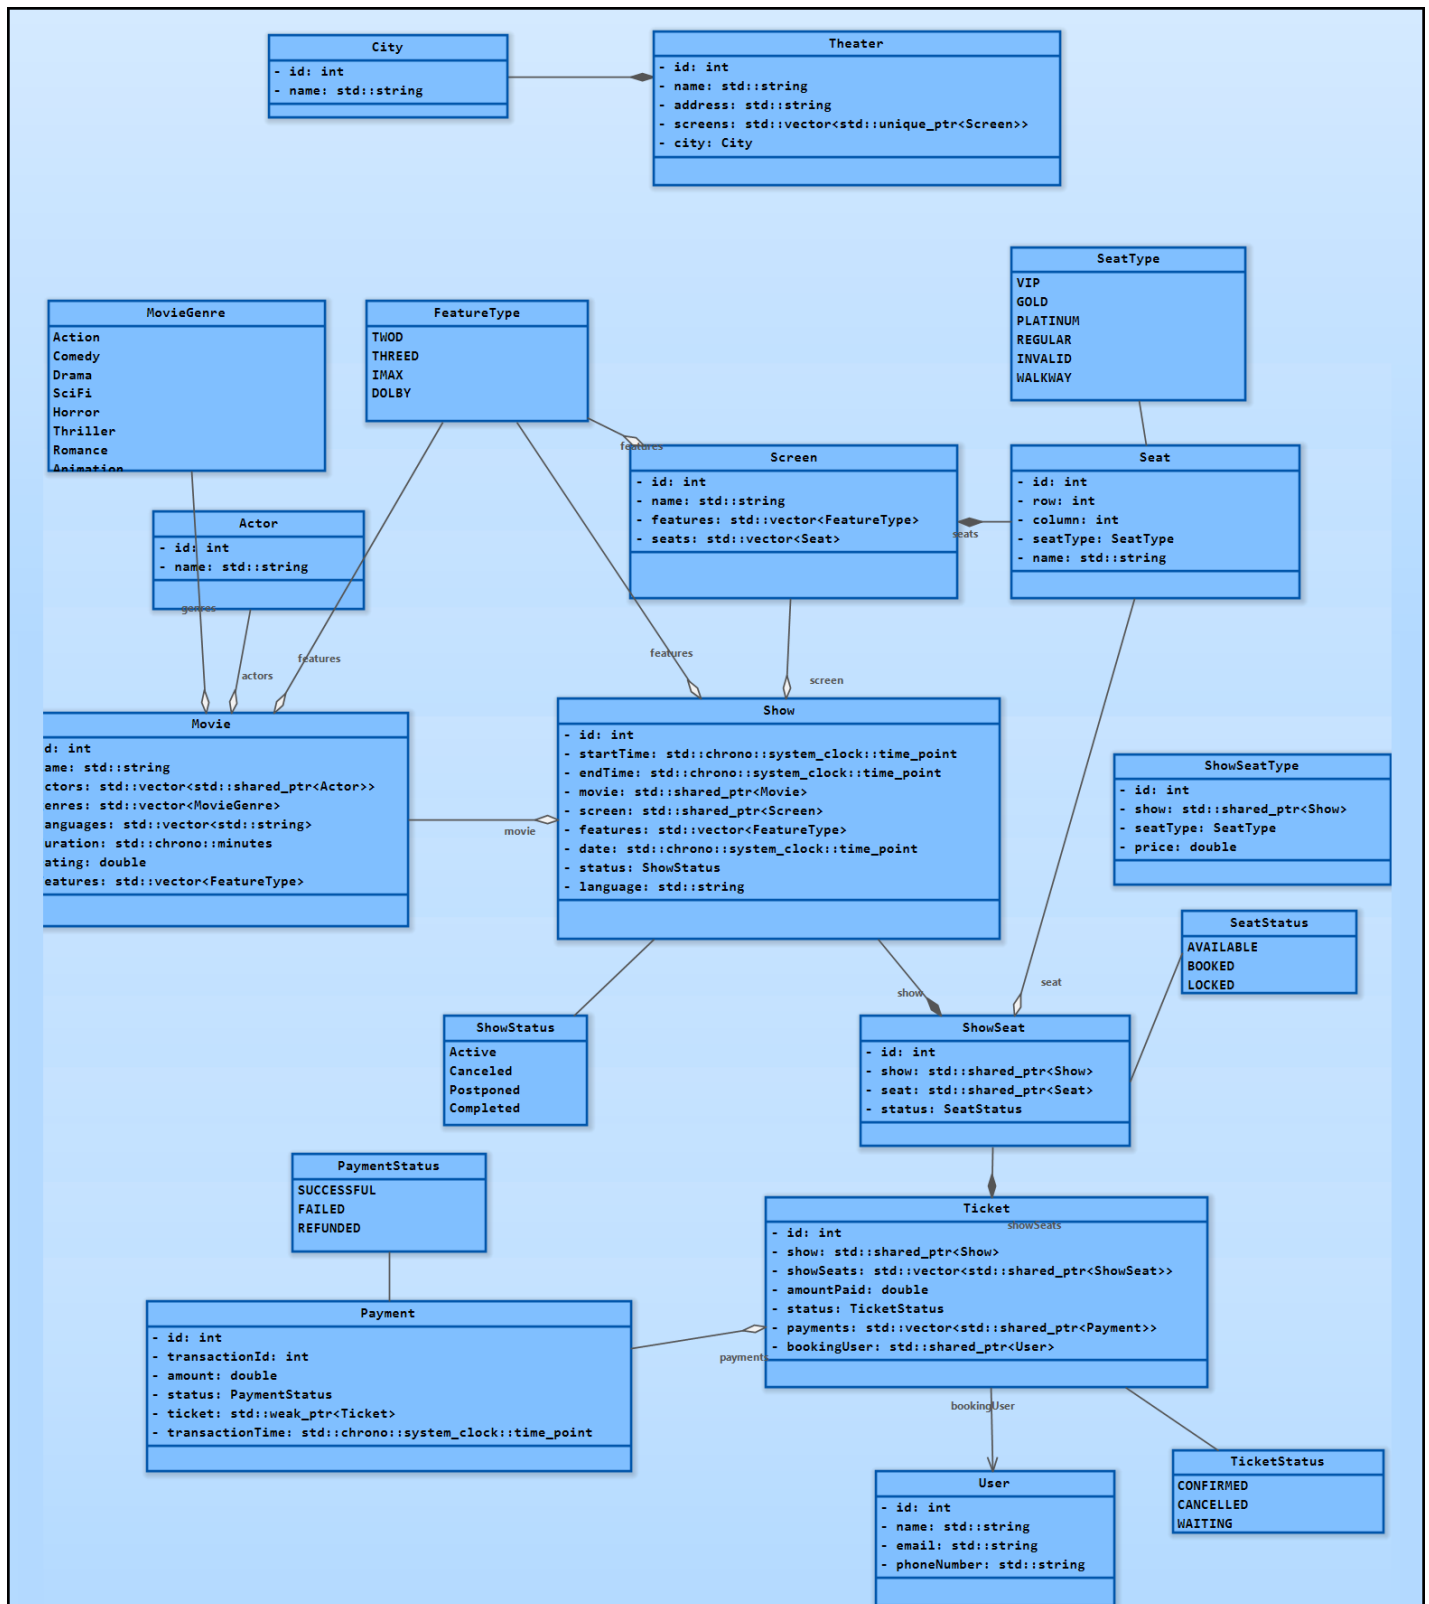 City
- id: int
- name: std::string
Theater
- id: int
- name: std::string
- address: std::string
- screens: std::vector<std::unique_ptr<Screen>>
- city: City
SeatType
VIP
GOLD
PLATINUM
REGULAR
INVALID
WALKWAY
MovieGenre
Action
Comedy
Drama
SciFi
Horror
Thriller
Romance
Animation
FeatureType
TWOD
THREED
IMAX
DOLBY
features
Screen
- id: int
- name: std::string
- features: std::vector<FeatureType>
- seats: std::vector<Seat>
seats
Seat
- id: int
- row: int
- column: int
- seatType: SeatType
- name: std::string
Actor
- id: int
- name: std::string
genres
actors
features
features
screen
Movie
d: int
ame: std::string
ctors: std::vector<std::shared_ptr<Actor>>
enres: std::vector<MovieGenre>
anguages: std::vector<std::string>
uration: std::chrono::minutes
ating: double
eatures: std::vector<FeatureType>
movie
Show
- id: int
- startTime: std::chrono::system_clock::time_point
- endTime: std::chrono::system_clock::time_point
- movie: std::shared_ptr<Movie>
- screen: std::shared_ptr<Screen>
- features: std::vector<FeatureType>
- date: std::chrono::system_clock::time_point
- status: ShowStatus
- language: std::string
ShowSeatType
- id: int
- show: std::shared_ptr<Show>
- seatType: SeatType
- price: double
SeatStatus
AVAILABLE
BOOKED
LOCKED
show
seat
ShowStatus
Active
Canceled
Postponed
Completed
ShowSeat
- id: int
- show: std::shared_ptr<Show>
- seat: std::shared_ptr<Seat>
- status: SeatStatus
PaymentStatus
SUCCESSFUL
FAILED
REFUNDED
Ticket
showSeats
- id: int
- show: std::shared_ptr<Show>
- showSeats: std::vector<std::shared_ptr<ShowSeat>>
- amountPaid: double
- status: TicketStatus
- payments: std::vector<std::shared_ptr<Payment>>
- bookingUser: std::shared_ptr<User>
Payment
- id: int
- transactionId: int
- amount: double
- status: PaymentStatus
- ticket: std::weak_ptr<Ticket>
- transactionTime: std::chrono::system_clock::time_point
payments
bookingUser
User
- id: int
- name: std::string
- email: std::string
- phoneNumber: std::string
TicketStatus
CONFIRMED
CANCELLED
WAITING